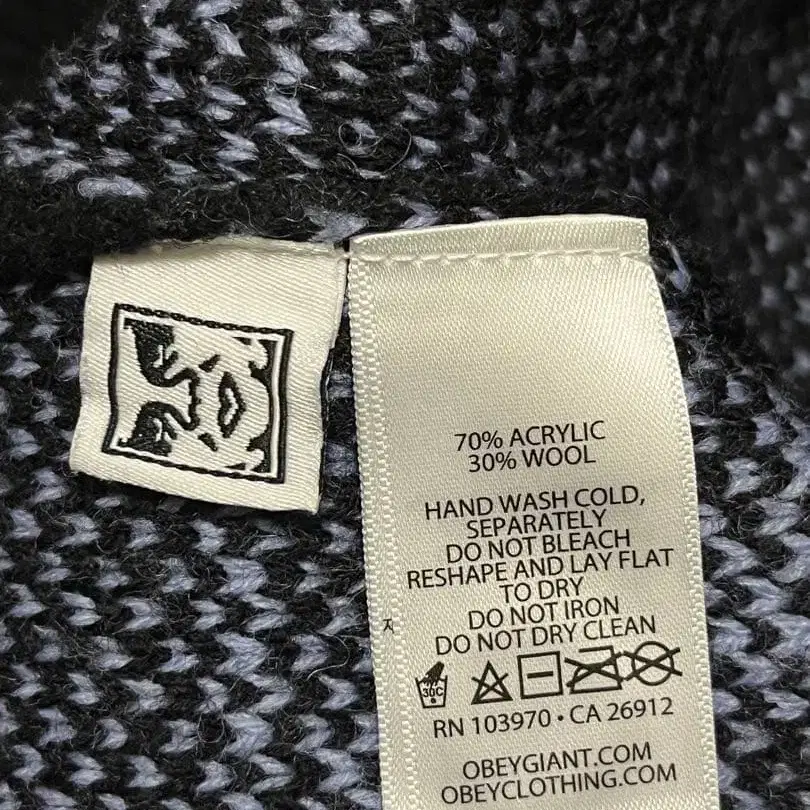 70% ACRYLIC
30% WOOL
HAND WASH COLD,
SEPARATELY
DO NOT BLEACH
RESHAPE AND LAY FLAT
TO DRY
DO NOT IRON
DO NOT DRY CLEAN
30C
RN 103970 • CA 26912
OBEYGIANT.COM
OBEYCLOTHING.COM